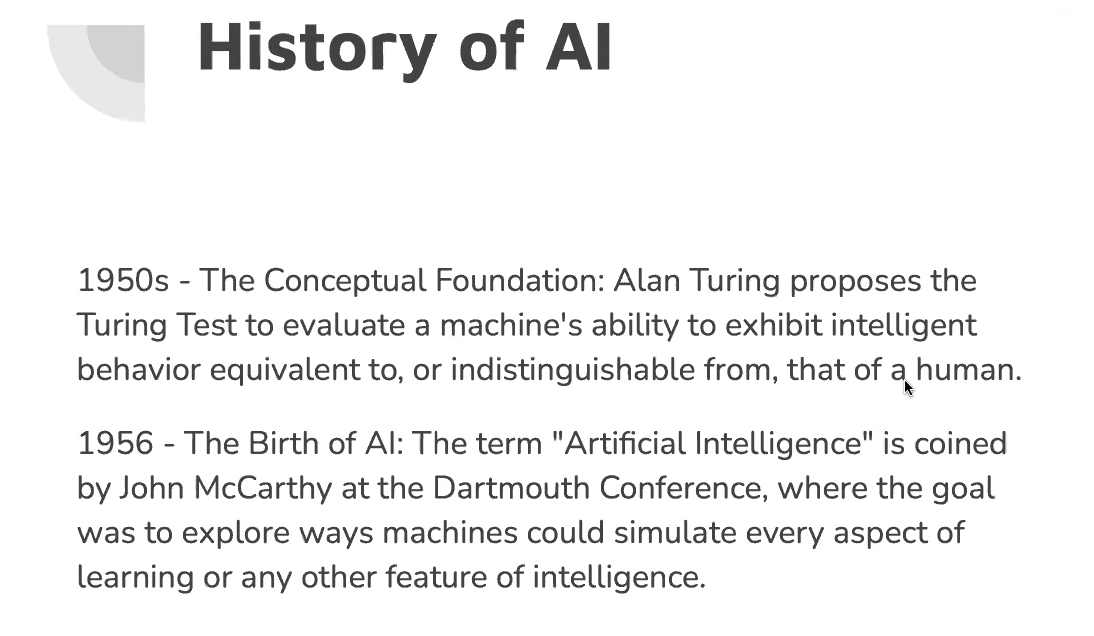 History of AI
1950s - The Conceptual Foundation: Alan Turing proposes the
Turing Test to evaluate a machine's ability to exhibit intelligent
behavior equivalent to, or indistinguishable from, that of a human.
1956 - The Birth of AI: The term "Artificial Intelligence" is coined
by John McCarthy at the Dartmouth Conference, where the goal
was to explore ways machines could simulate every aspect of
learning or any other feature of intelligence.